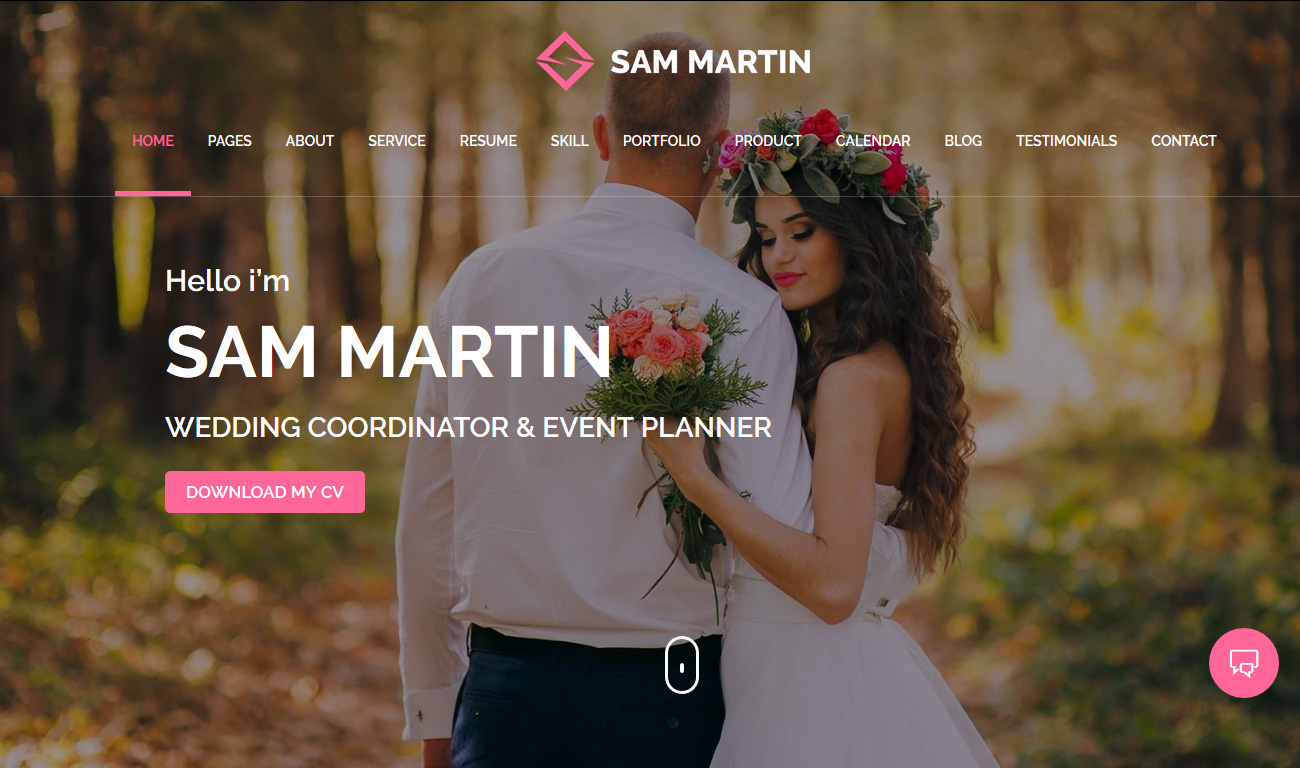 SAM MARTIN
HOME PAGES ABOUT SERVICE RESUME SKILL PORTFOLIO PRODUCT CALENDAR BLOG TESTIMONIALS CONTACT
Hello i’m
SAM MARTIN
WEDDING COORDINATOR & EVENT PLANNER
DOWNLOAD MY CV